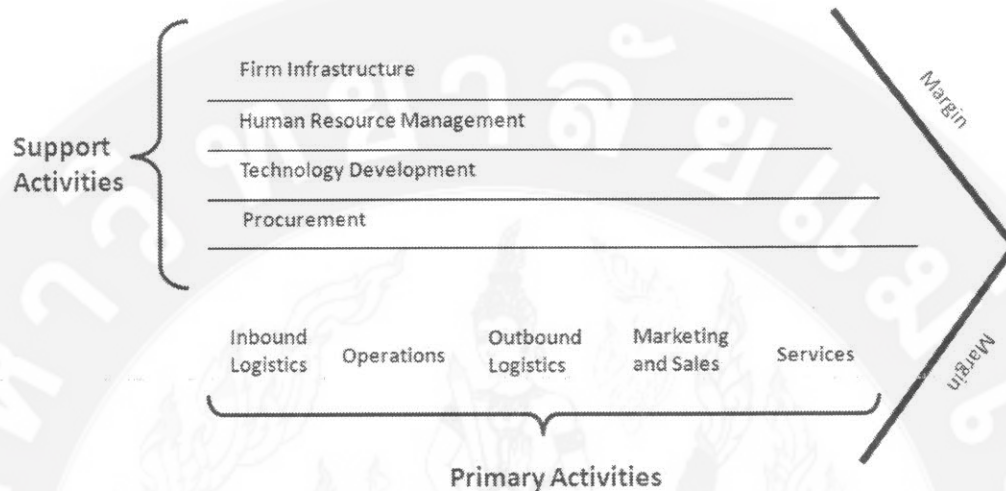 Firm Infrastructure
Human Resource Management
Technology Development
Procurement
Support
Activities
Margin
Margin
Inbound
Logistics
Operations
Outbound
Logistics
Marketing
and Sales
Services
Primary Activities